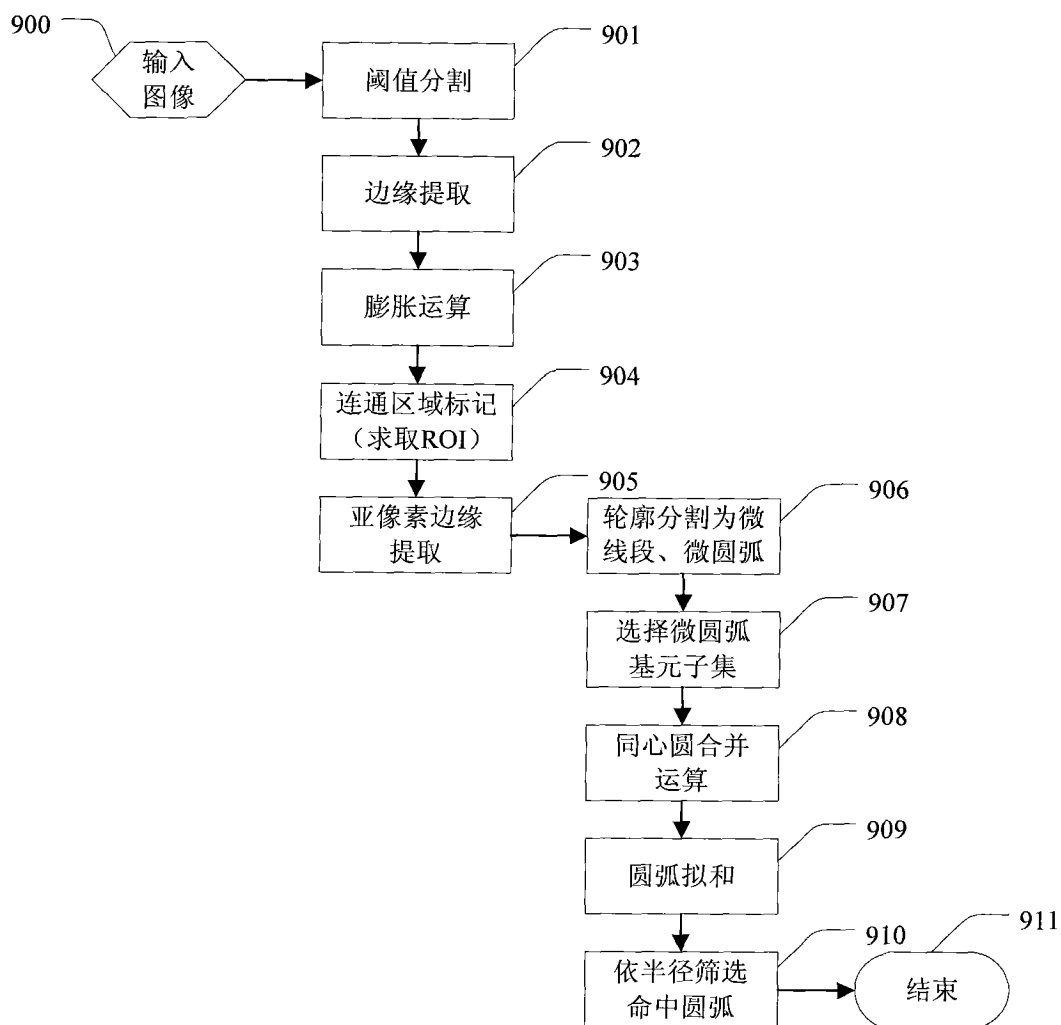 900
输入
图像
901
阈值分割
902
边缘提取
903
膨胀运算
904
连通区域标记
（求取ROI）
905
亚像素边缘
提取
906
轮廓分割为微
线段、微圆弧
907
选择微圆弧
基元子集
908
同心圆合并
运算
909
圆弧拟和
910
依半径筛选
命中圆弧
911
结束